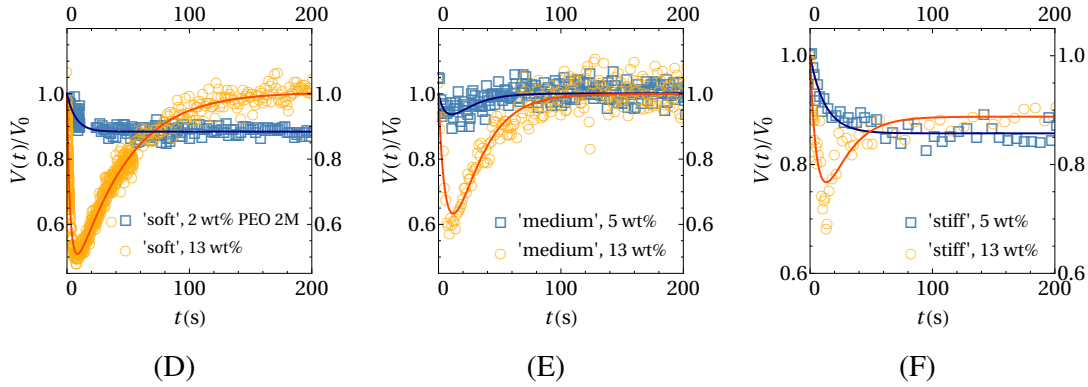 0 100 200
0 100 200
0 100 200
V(t)/V0
1.0
0.8
0.6
1.0
0.8
0.6
'soft', 2 wt% PEO 2M
'soft', 13 wt%
0 100 200
t(s)
(D)
V(t)/V0
1.0
0.8
0.6
1.0
0.8
0.6
'medium', 5 wt%
'medium', 13 wt%
0 100 200
t(s)
(E)
V(t)/V0
1.0
0.8
0.6
1.0
0.8
0.6
'stiff', 5 wt%
'stiff', 13 wt%
0 100 200
t(s)
(F)